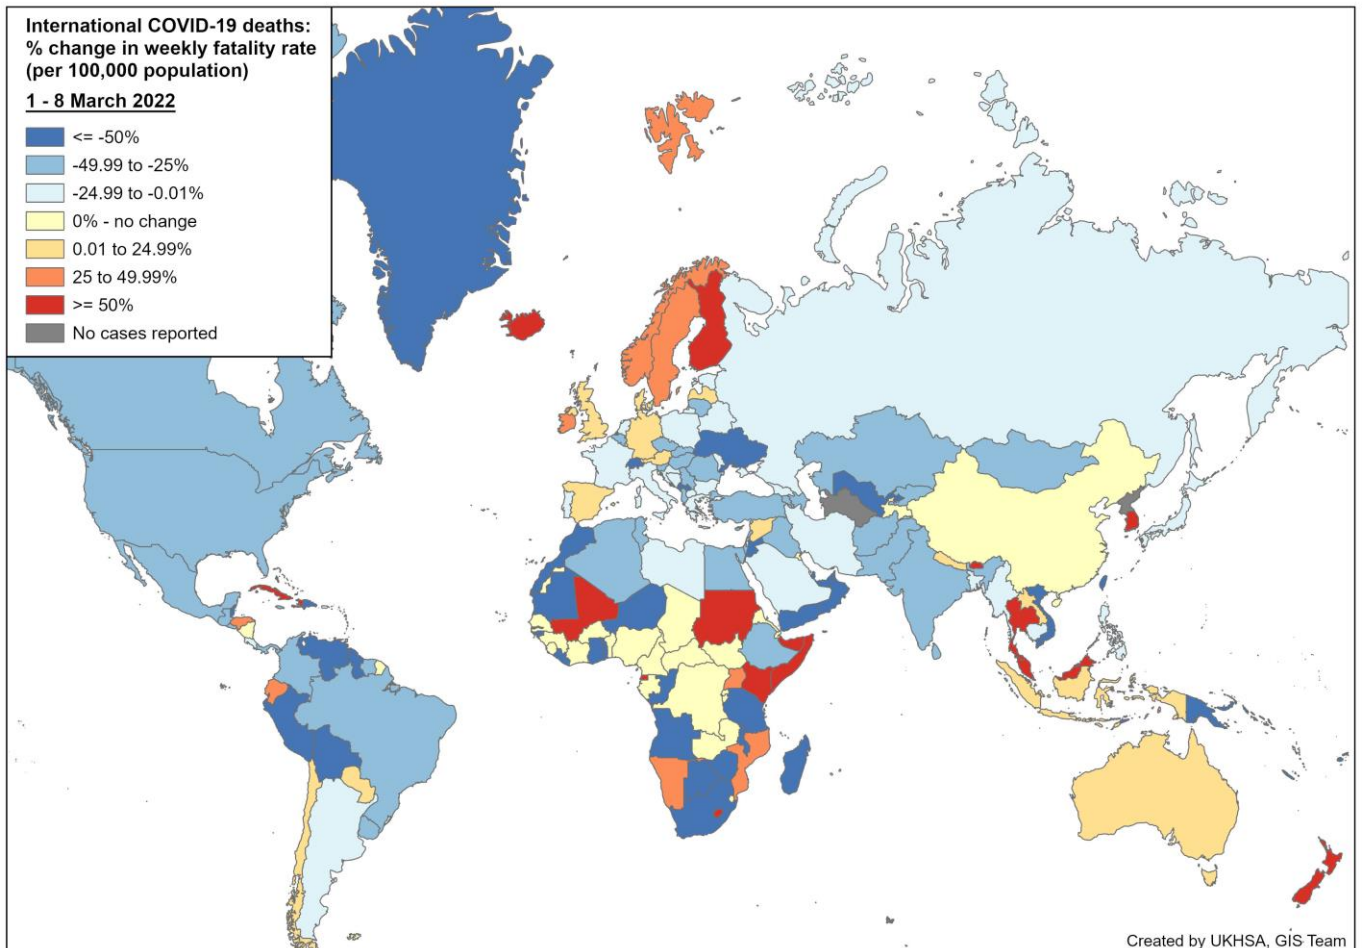 International COVID-19 deaths:
% change in weekly fatality rate
(per 100,000 population)
1 - 8 March 2022
<= -50%
-49.99 to -25%
-24.99 to -0.01%
0% - no change
0.01 to 24.99%
25 to 49.99%
>= 50%
No cases reported
Created by UKHSA, GIS Team